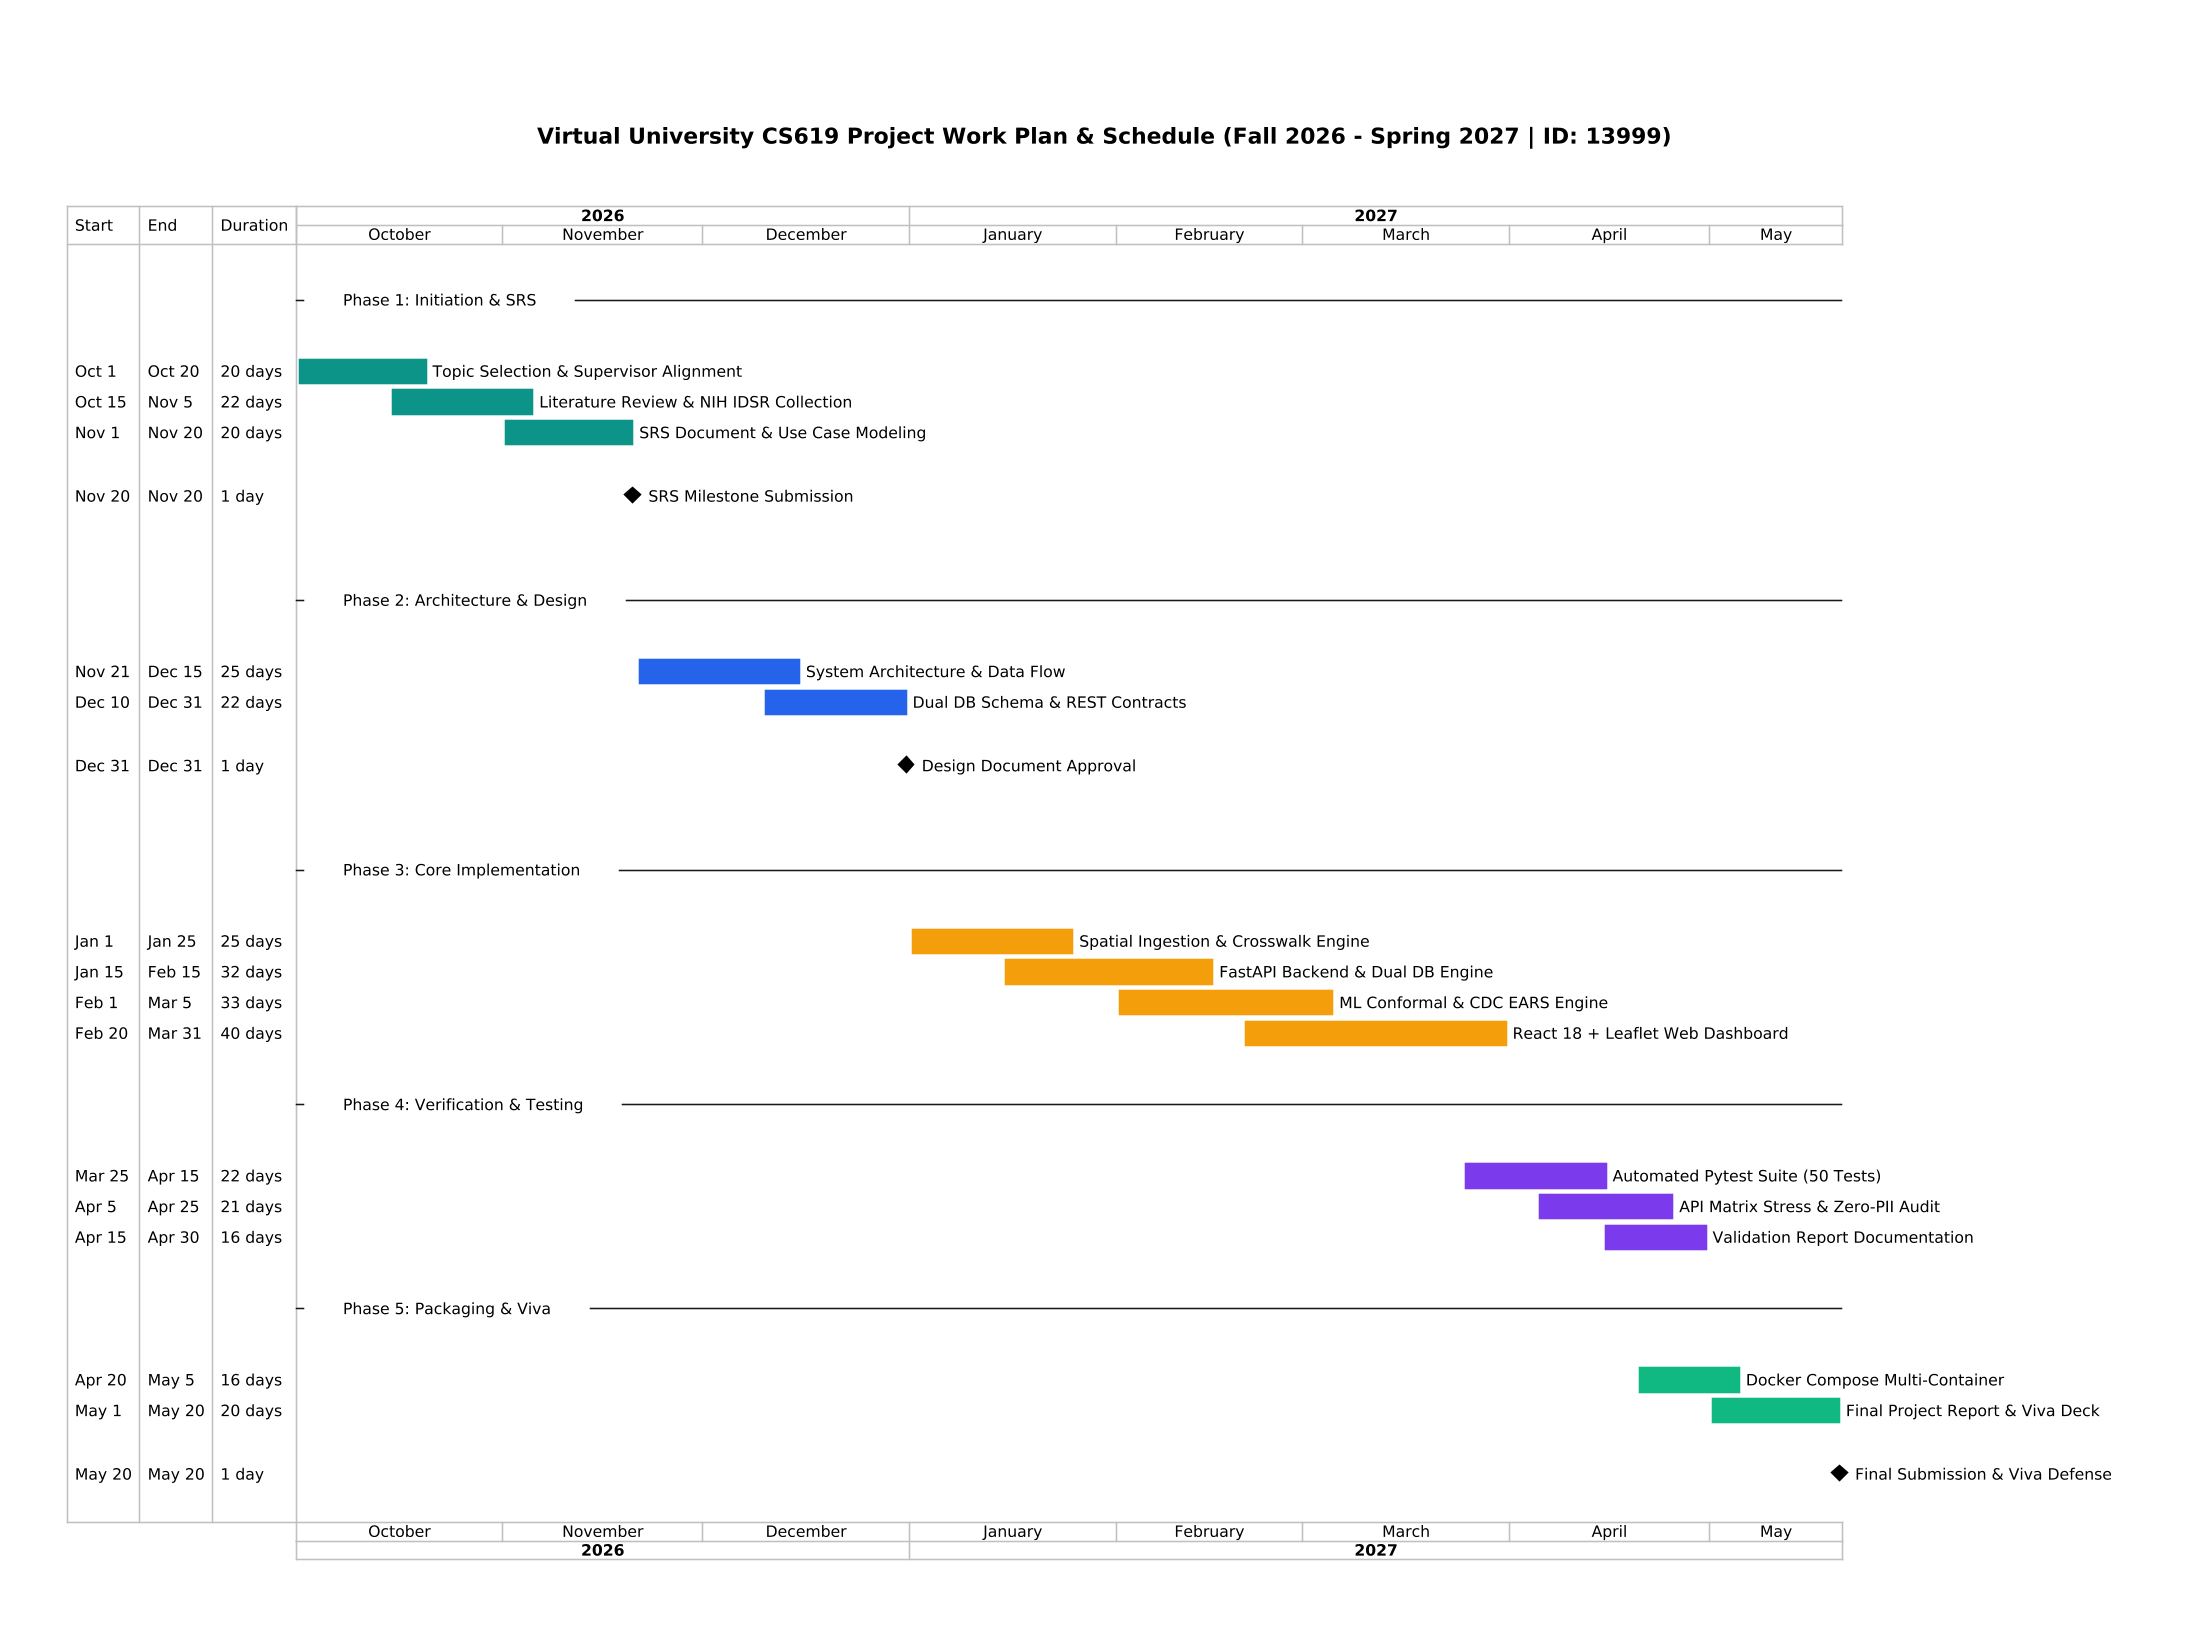 Virtual University CS619 Project Work Plan & Schedule (Fall 2026 - Spring 2027 | ID: 13999)
Start End Duration 2026 2027
October November December January February March April May
Phase 1: Initiation & SRS
Oct 1 Oct 20 20 days Topic Selection & Supervisor Alignment
Oct 15 Nov 5 22 days Literature Review & NIH IDSR Collection
Nov 1 Nov 20 20 days SRS Document & Use Case Modeling
Nov 20 Nov 20 1 day SRS Milestone Submission
Phase 2: Architecture & Design
Nov 21 Dec 15 25 days System Architecture & Data Flow
Dec 10 Dec 31 22 days Dual DB Schema & REST Contracts
Dec 31 Dec 31 1 day Design Document Approval
Phase 3: Core Implementation
Jan 1 Jan 25 25 days Spatial Ingestion & Crosswalk Engine
Jan 15 Feb 15 32 days FastAPI Backend & Dual DB Engine
Feb 1 Mar 5 33 days ML Conformal & CDC EARS Engine
Feb 20 Mar 31 40 days React 18 + Leaflet Web Dashboard
Phase 4: Verification & Testing
Mar 25 Apr 15 22 days Automated Pytest Suite (50 Tests)
Apr 5 Apr 25 21 days API Matrix Stress & Zero-PII Audit
Apr 15 Apr 30 16 days Validation Report Documentation
Phase 5: Packaging & Viva
Apr 20 May 5 16 days Docker Compose Multi-Container
May 1 May 20 20 days Final Project Report & Viva Deck
May 20 May 20 1 day Final Submission & Viva Defense
October November December January February March April May
2026 2027